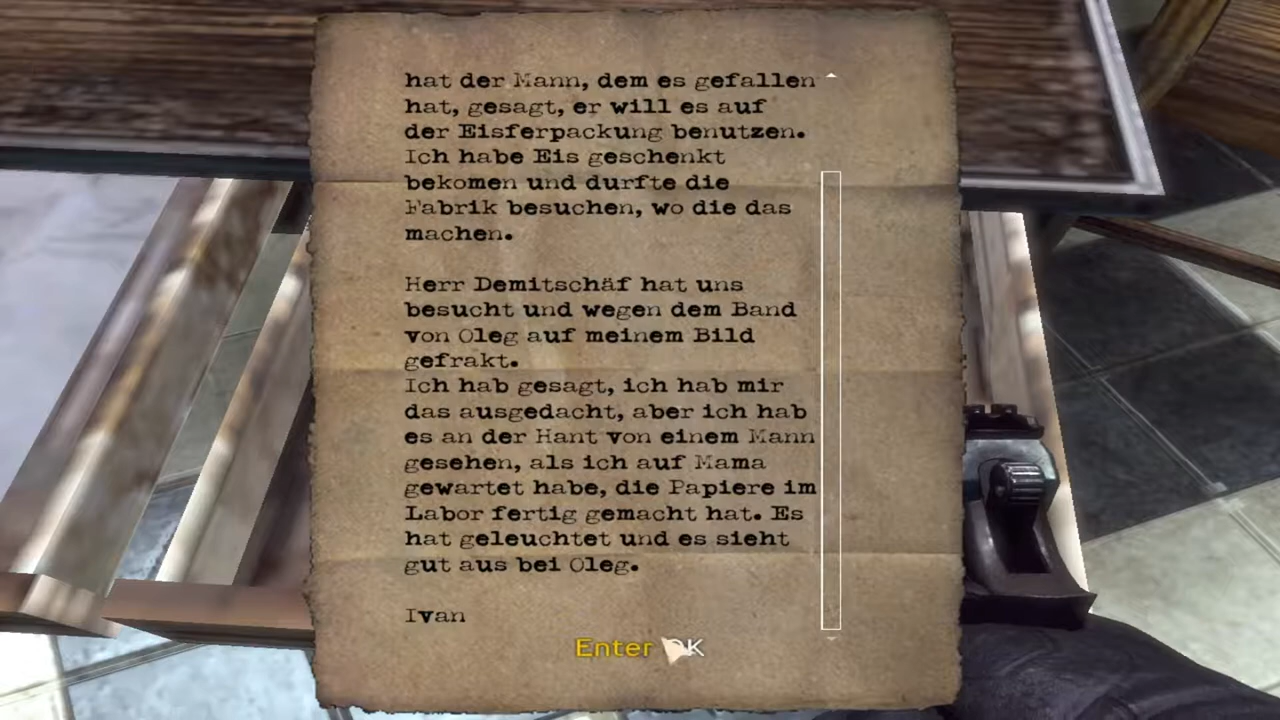 hat der Mann, dem es gefallen
hat, gesagt, er will es auf
der Eisferpackung benutzen.
Ich habe Eis geschenkt
bekomen und durfte die
Fabrik besuchen, wo die das
machen.
Herr Demitschäf hat uns
besucht und wegen dem Band
von Oleg auf meinem Bild
gefrakt.
Ich hab gesagt, ich hab mir
das ausgedacht, aber ich hab
es an der Hant von einem Mann
gesehen, als ich auf Mama
gewartet habe, die Papiere im
Labor fertig gemacht hat. Es
hat geleuchtet und es sieht
gut aus bei Oleg.
Ivan
Enter OK